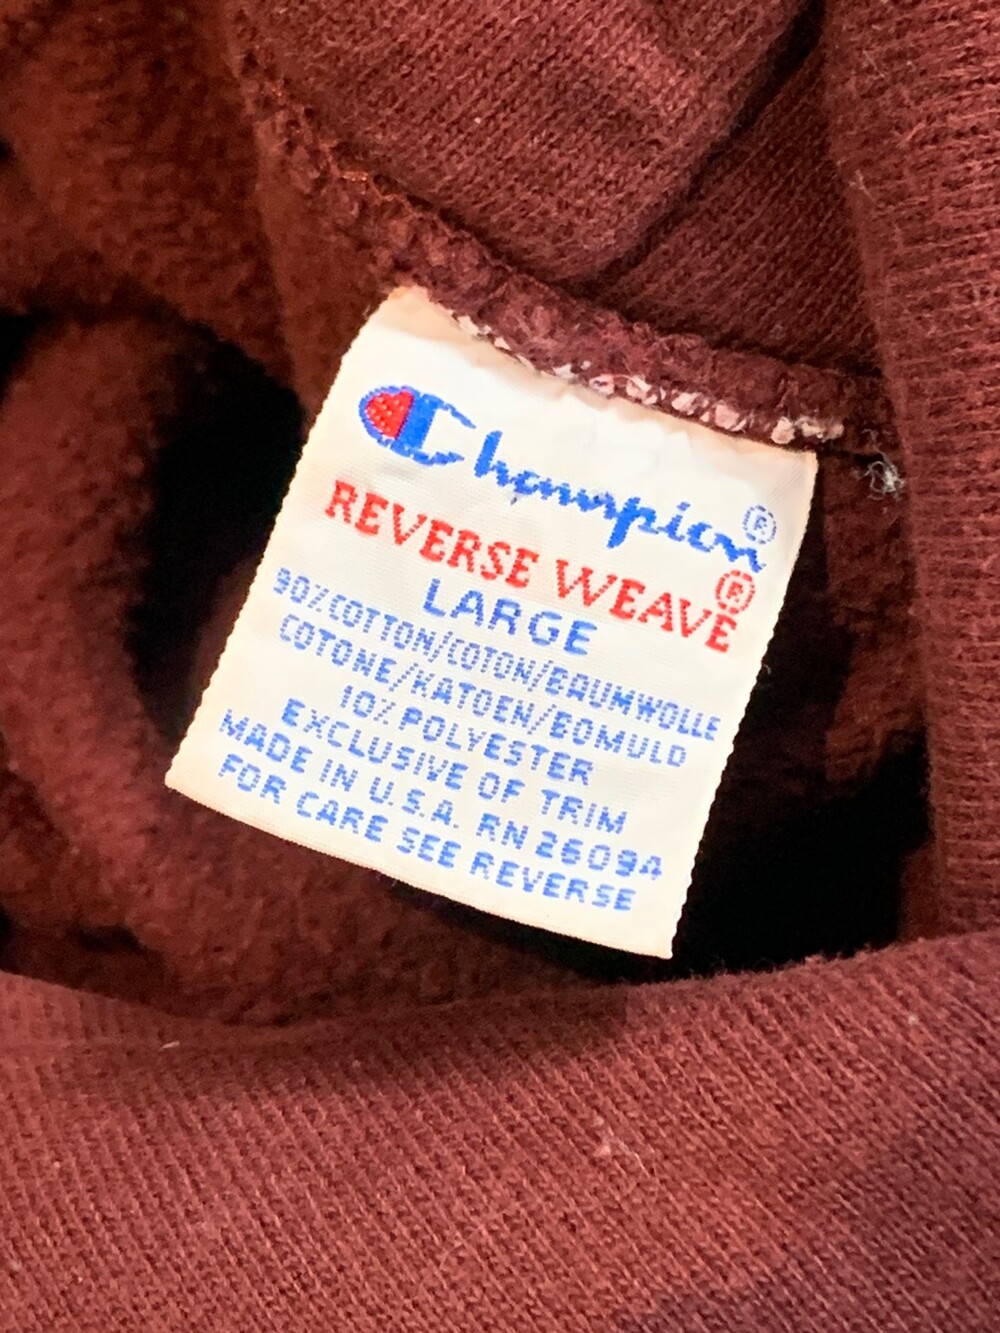 Champion®
REVERSE WEAVE®
LARGE
90% COTTON/COTON/BAUMWOLLE
COTONE/KATOEN/BOMULD
10% POLYESTER
EXCLUSIVE OF TRIM
MADE IN U.S.A. RN 26094
FOR CARE SEE REVERSE